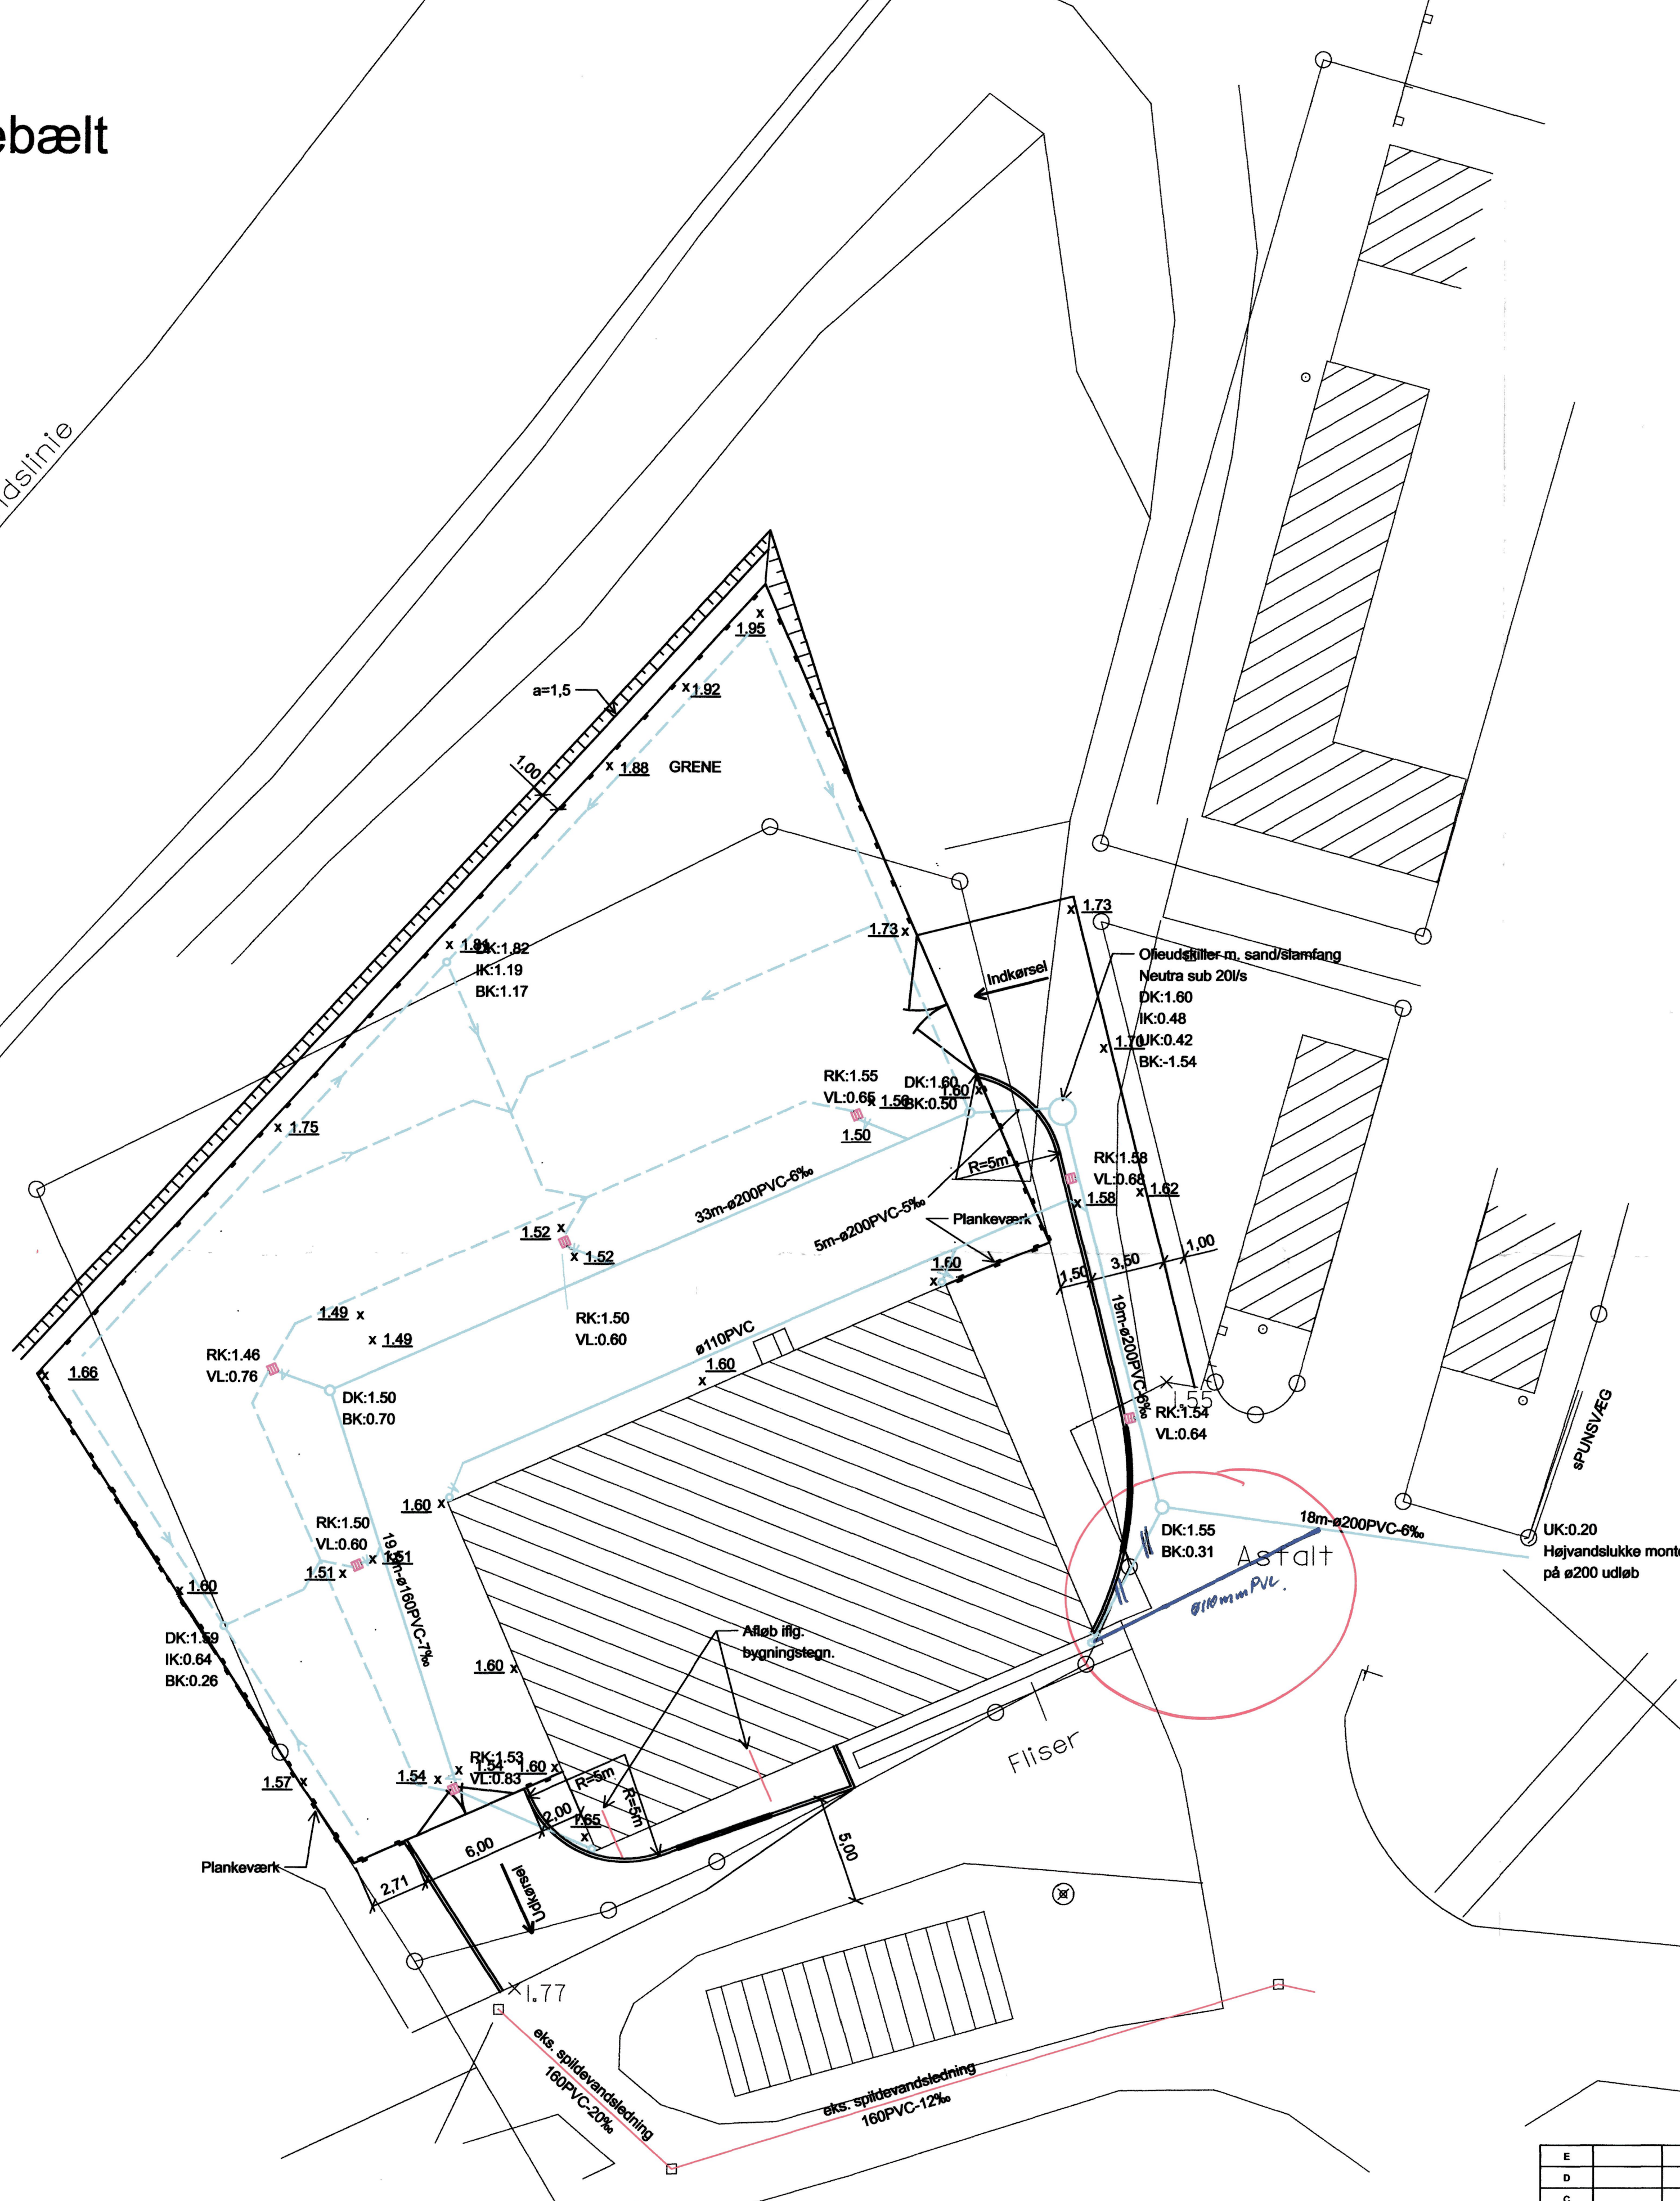 ebælt
dslinie
1.95
a=1,5
1.92
1.88 GRENE
1,00
1.73
1.73
DK:1.82
IK:1.19
BK:1.17
Indkørsel
Olieudskiller m. sand/slamfang
Neutra sub 20l/s
DK:1.60
IK:0.48
1.70
UK:0.42
BK:-1.54
RK:1.55
VL:0.65
DK:1.60
BK:0.50
1.60
1.50
1.75
R=5m
RK:1.58
VL:0.68
1.62
1.58
33m-ø200PVC-6‰
5m-ø200PVC-5‰
Plankeværk
1.52
1.52
1.60
1,50
3,50
1,00
1.49
1.49
RK:1.50
VL:0.60
ø110PVC
1.60
19m-ø200PVC-6‰
RK:1.46
VL:0.76
1.66
DK:1.50
BK:0.70
1.55
RK:1.54
VL:0.64
sPUNSVÆG
1.60
RK:1.50
VL:0.60
1.51
1.51
DK:1.55
BK:0.31
Asfalt
18m-ø200PVC-6‰
UK:0.20
Højvandslukke monte
på ø200 udløb
ø110mm PVC.
1.60
DK:1.59
IK:0.64
BK:0.26
Afløb iflg.
bygningstegn.
1.60
Fliser
RK:1.53
1.54
VL:0.83
1.54
1.60
1.57
R=5m
R=5m
2,00
1.65
6,00
5,00
Plankeværk
2,71
Udkørsel
1.77
eks. spildevandsledning
160PVC-20‰
eks. spildevandsledning
160PVC-12‰
E
D
C